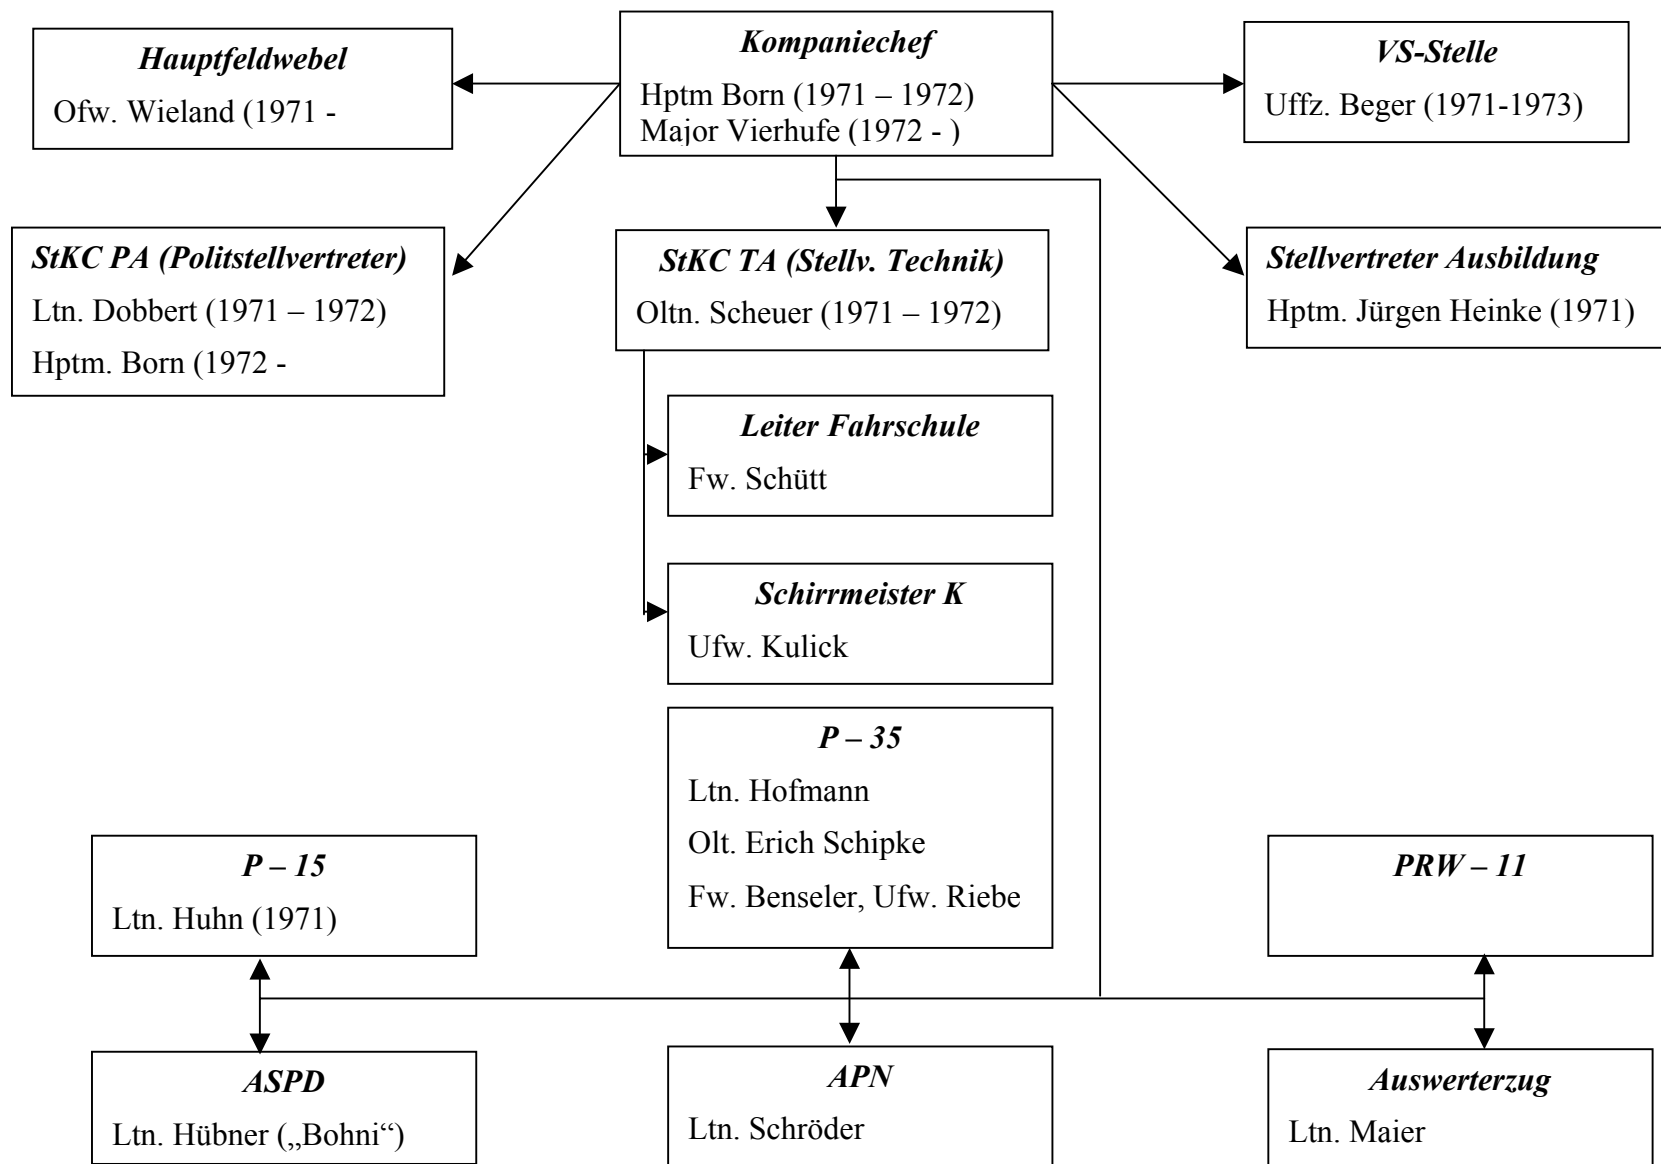 Hauptfeldwebel
Ofw. Wieland (1971 -
Kompaniechef
Hptm Born (1971 – 1972)
Major Vierhufe (1972 - )
VS-Stelle
Uffz. Beger (1971-1973)
StKC PA (Politstellvertreter)
Ltn. Dobbert (1971 – 1972)
Hptm. Born (1972 -
StKC TA (Stellv. Technik)
Oltn. Scheuer (1971 – 1972)
Stellvertreter Ausbildung
Hptm. Jürgen Heinke (1971)
Leiter Fahrschule
Fw. Schütt
Schirrmeister K
Ufw. Kulick
P – 35
Ltn. Hofmann
Olt. Erich Schipke
Fw. Benseler, Ufw. Riebe
P – 15
Ltn. Huhn (1971)
PRW – 11
ASPD
Ltn. Hübner („Bohni“)
APN
Ltn. Schröder
Auswerterzug
Ltn. Maier